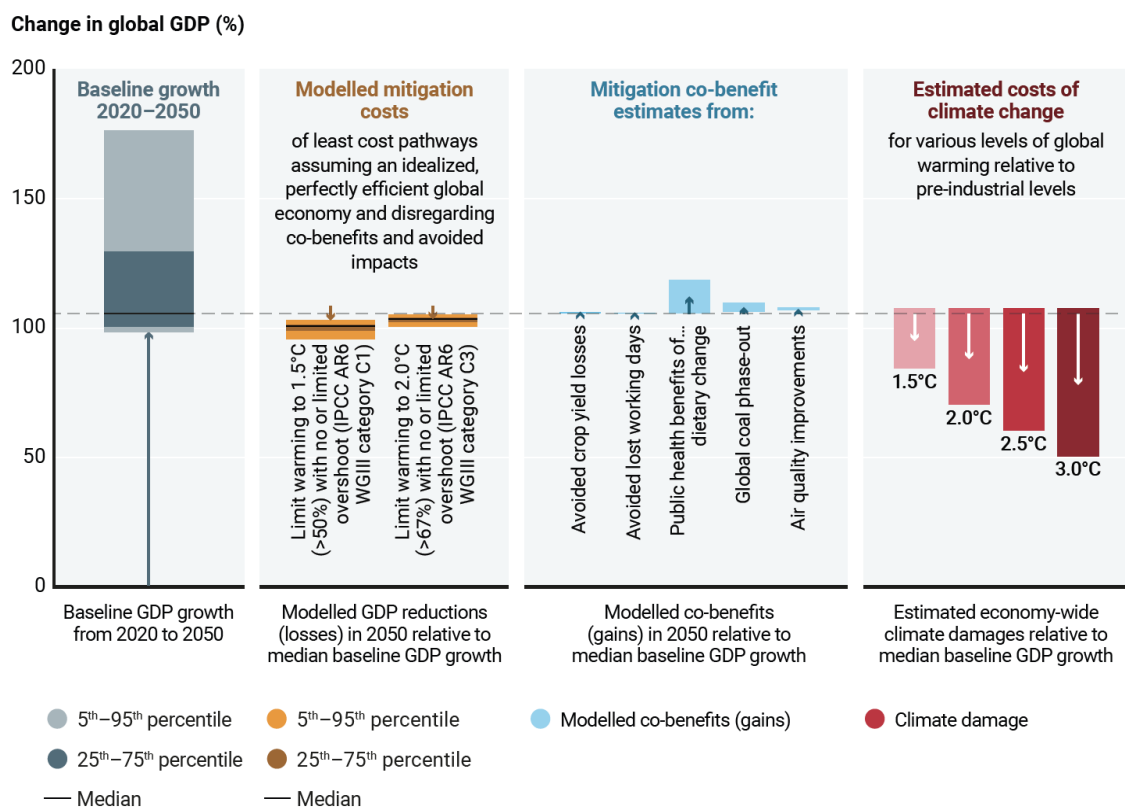 Change in global GDP (%)
200
150
100
50
0
Baseline growth
2020–2050
Modelled mitigation
costs
of least cost pathways
assuming an idealized,
perfectly efficient global
economy and disregarding
co-benefits and avoided
impacts
Mitigation co-benefit
estimates from:
Estimated costs of
climate change
for various levels of global
warming relative to
pre-industrial levels
Limit warming to 1.5°C
(>50%) with no or limited
overshoot (IPCC AR6
WGIII category C1)
Limit warming to 2.0°C
(>67%) with no or limited
overshoot (IPCC AR6
WGIII category C3)
Avoided crop yield losses
Avoided lost working days
Public health benefits of...
dietary change
Global coal phase-out
Air quality improvements
1.5°C
2.0°C
2.5°C
3.0°C
Baseline GDP growth
from 2020 to 2050
Modelled GDP reductions
(losses) in 2050 relative to
median baseline GDP growth
Modelled co-benefits
(gains) in 2050 relative to
median baseline GDP growth
Estimated economy-wide
climate damages relative to
median baseline GDP growth
5th–95th percentile
25th–75th percentile
Median
5th–95th percentile
25th–75th percentile
Median
Modelled co-benefits (gains)
Climate damage